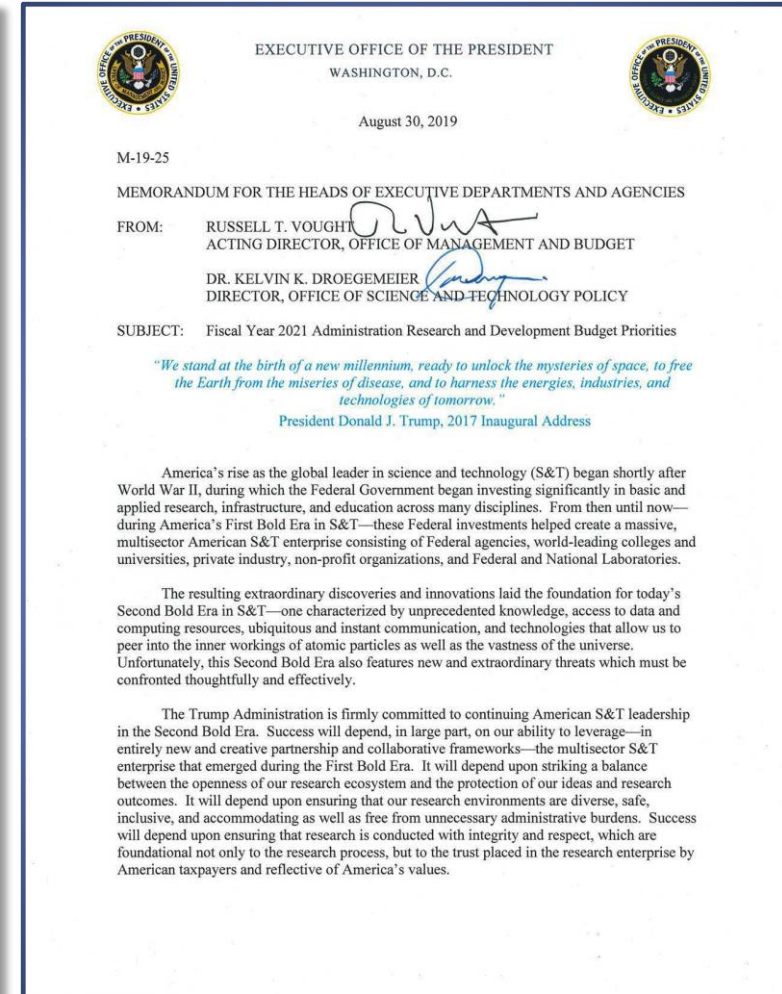 EXECUTIVE OFFICE OF THE PRESIDENT
WASHINGTON, D.C.
August 30, 2019
M-19-25
MEMORANDUM FOR THE HEADS OF EXECUTIVE DEPARTMENTS AND AGENCIES
FROM: RUSSELL T. VOUGHT
ACTING DIRECTOR, OFFICE OF MANAGEMENT AND BUDGET
DR. KELVIN K. DROEGEMEIER
DIRECTOR, OFFICE OF SCIENCE AND TECHNOLOGY POLICY
SUBJECT: Fiscal Year 2021 Administration Research and Development Budget Priorities
"We stand at the birth of a new millennium, ready to unlock the mysteries of space, to free
the Earth from the miseries of disease, and to harness the energies, industries, and
technologies of tomorrow."
President Donald J. Trump, 2017 Inaugural Address
America's rise as the global leader in science and technology (S&T) began shortly after
World War II, during which the Federal Government began investing significantly in basic and
applied research, infrastructure, and education across many disciplines. From then until now—
during America's First Bold Era in S&T—these Federal investments helped create a massive,
multisector American S&T enterprise consisting of Federal agencies, world-leading colleges and
universities, private industry, non-profit organizations, and Federal and National Laboratories.
The resulting extraordinary discoveries and innovations laid the foundation for today's
Second Bold Era in S&T—one characterized by unprecedented knowledge, access to data and
computing resources, ubiquitous and instant communication, and technologies that allow us to
peer into the inner workings of atomic particles as well as the vastness of the universe.
Unfortunately, this Second Bold Era also features new and extraordinary threats which must be
confronted thoughtfully and effectively.
The Trump Administration is firmly committed to continuing American S&T leadership
in the Second Bold Era. Success will depend, in large part, on our ability to leverage—in
entirely new and creative partnership and collaborative frameworks—the multisector S&T
enterprise that emerged during the First Bold Era. It will depend upon striking a balance
between the openness of our research ecosystem and the protection of our ideas and research
outcomes. It will depend upon ensuring that our research environments are diverse, safe,
inclusive, and accommodating as well as free from unnecessary administrative burdens. Success
will depend upon ensuring that research is conducted with integrity and respect, which are
foundational not only to the research process, but to the trust placed in the research enterprise by
American taxpayers and reflective of America's values.